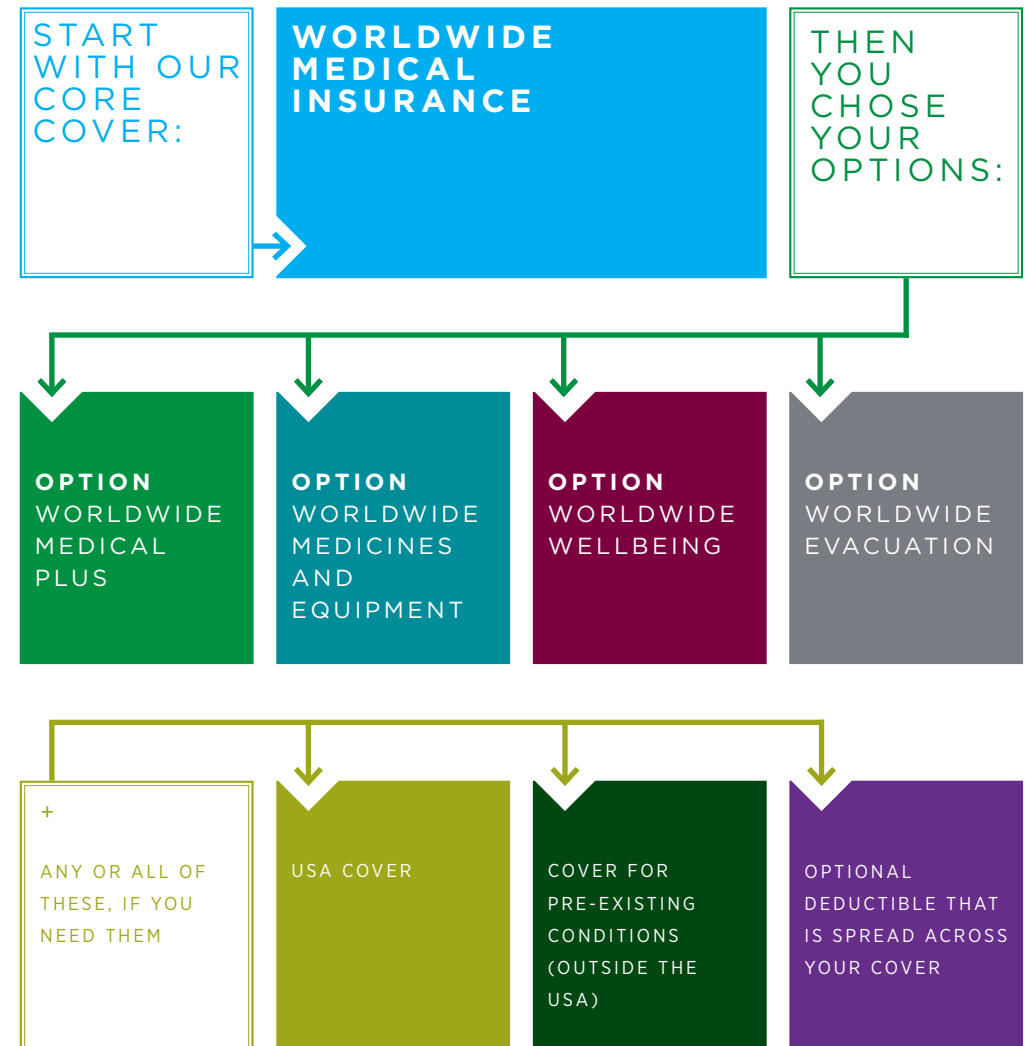 START
WITH OUR
CORE
COVER:
WORLDWIDE
MEDICAL
INSURANCE
THEN
YOU
CHOSE
YOUR
OPTIONS:
OPTION
WORLDWIDE
MEDICAL
PLUS
OPTION
WORLDWIDE
MEDICINES
AND
EQUIPMENT
OPTION
WORLDWIDE
WELLBEING
OPTION
WORLDWIDE
EVACUATION
+
ANY OR ALL OF
THESE, IF YOU
NEED THEM
USA COVER
COVER FOR
PRE-EXISTING
CONDITIONS
(OUTSIDE THE
USA)
OPTIONAL
DEDUCTIBLE THAT
IS SPREAD ACROSS
YOUR COVER